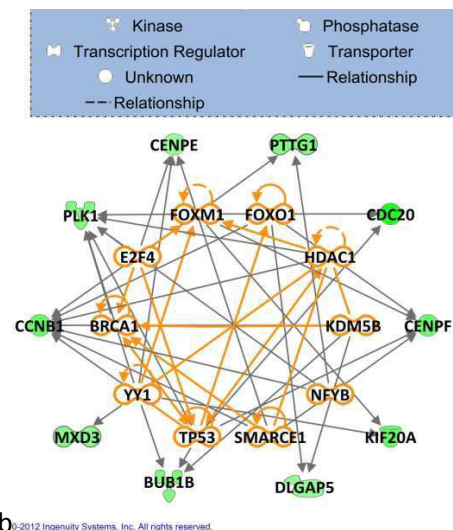 Kinase Phosphatase
Transcription Regulator Transporter
Unknown Relationship
Relationship
CENPE PTTG1
PLK1 FOXM1 FOXO1 CDC20
E2F4 HDAC1
CCNB1 BRCA1 KDM5B CENPF
YY1 NFYB
MXD3 TP53 SMARCE1 KIF20A
BUB1B DLGAP5
b 0-2012 Ingenuity Systems, Inc. All rights reserved.